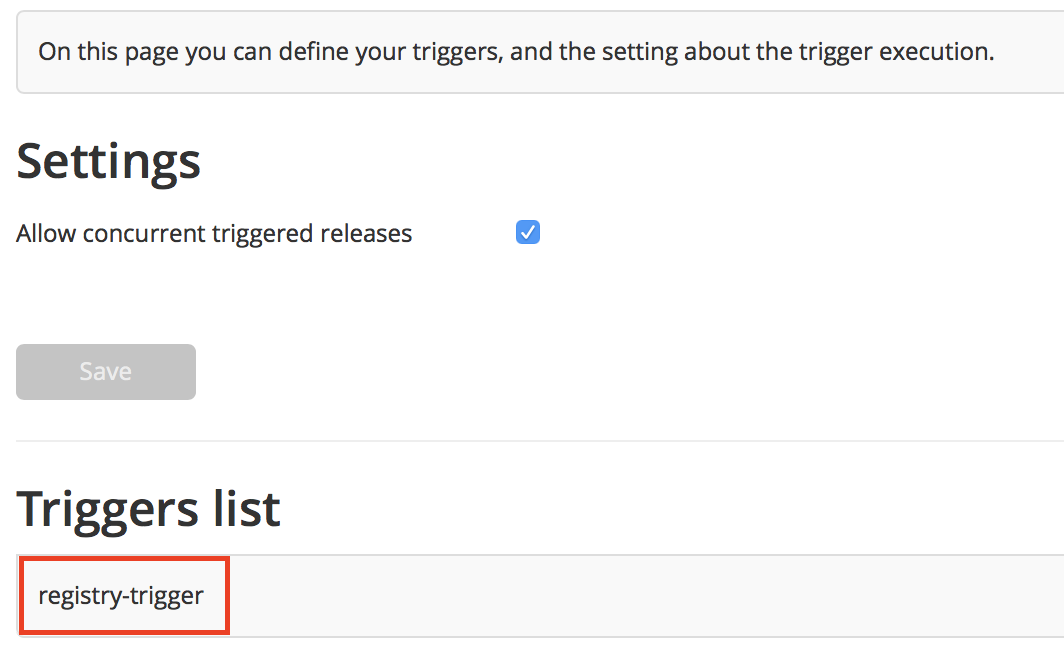 On this page you can define your triggers, and the setting about the trigger execution.
Settings
Allow concurrent triggered releases
Save
Triggers list
registry-trigger